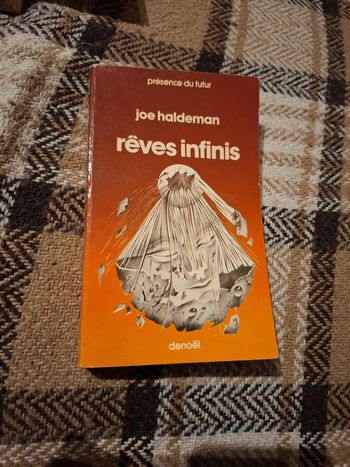 présence du futur
joe haldeman
rêves infinis
denoël